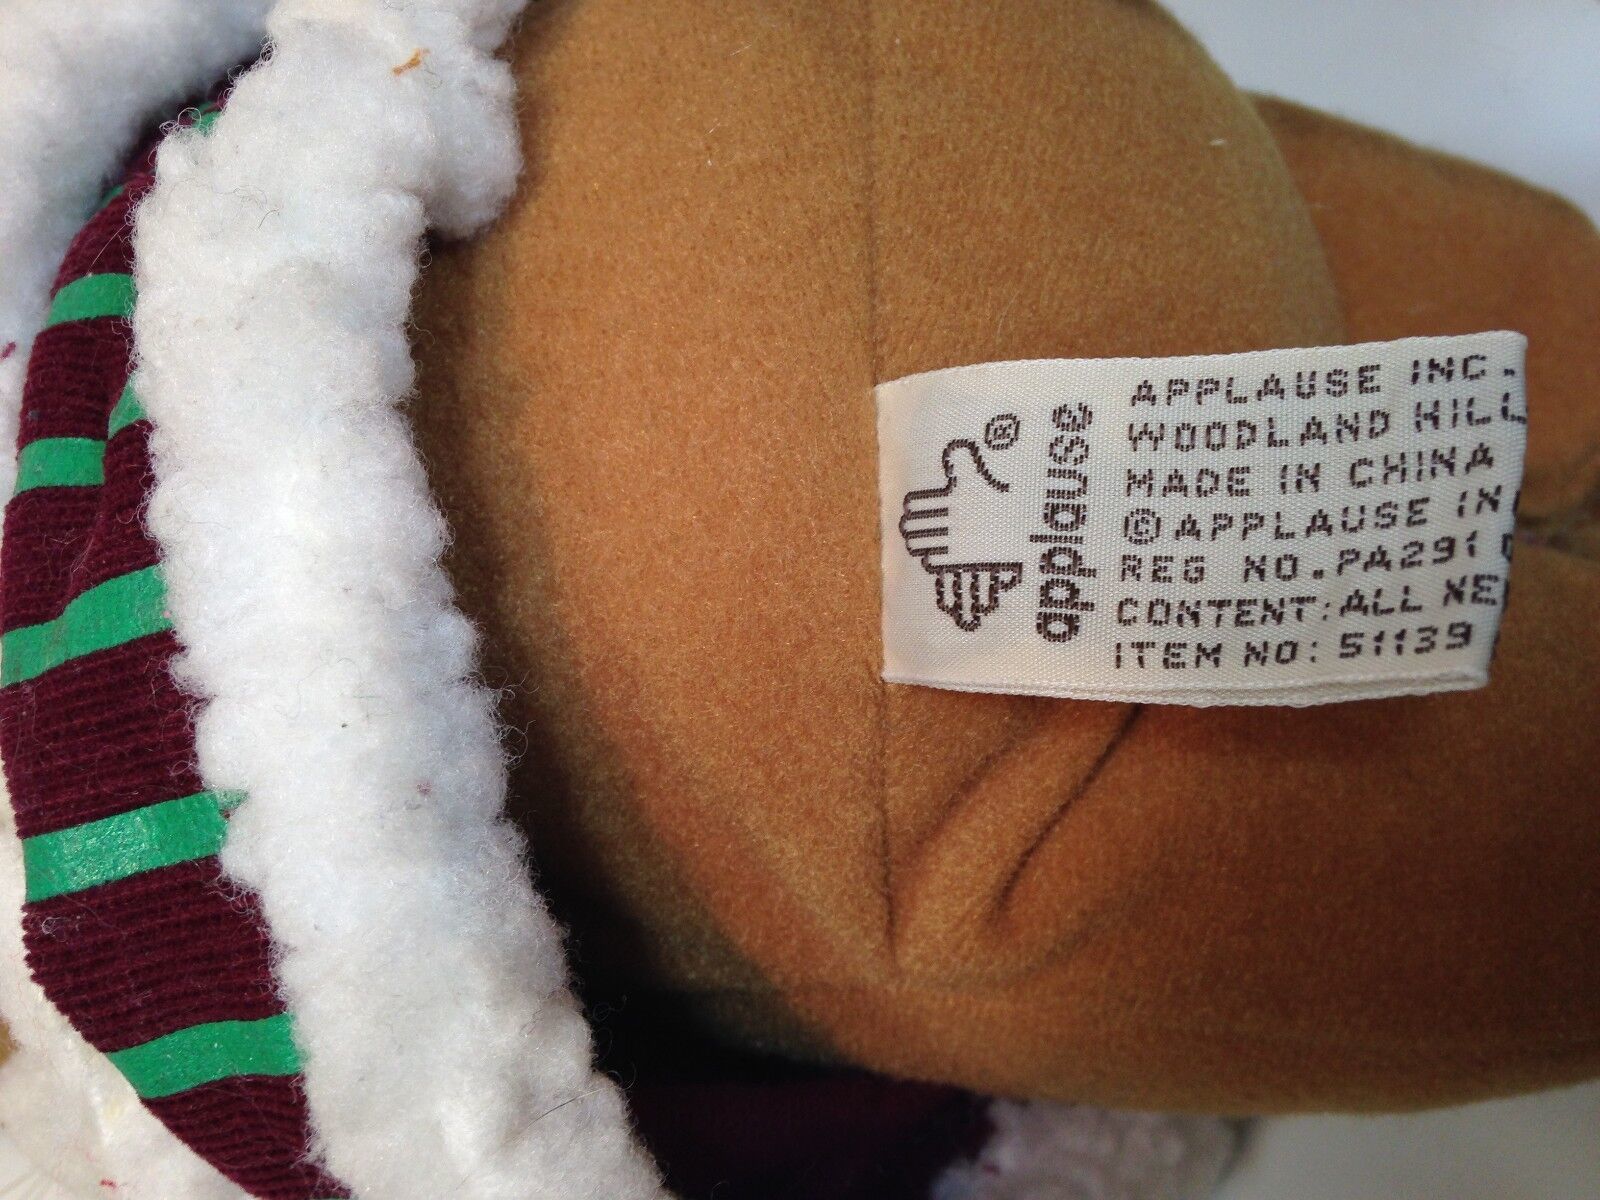 applause®
APPLAUSE INC.
WOODLAND HILL
MADE IN CHINA
©APPLAUSE IN
REG NO.PA291
CONTENT:ALL NE
ITEM NO: 51139